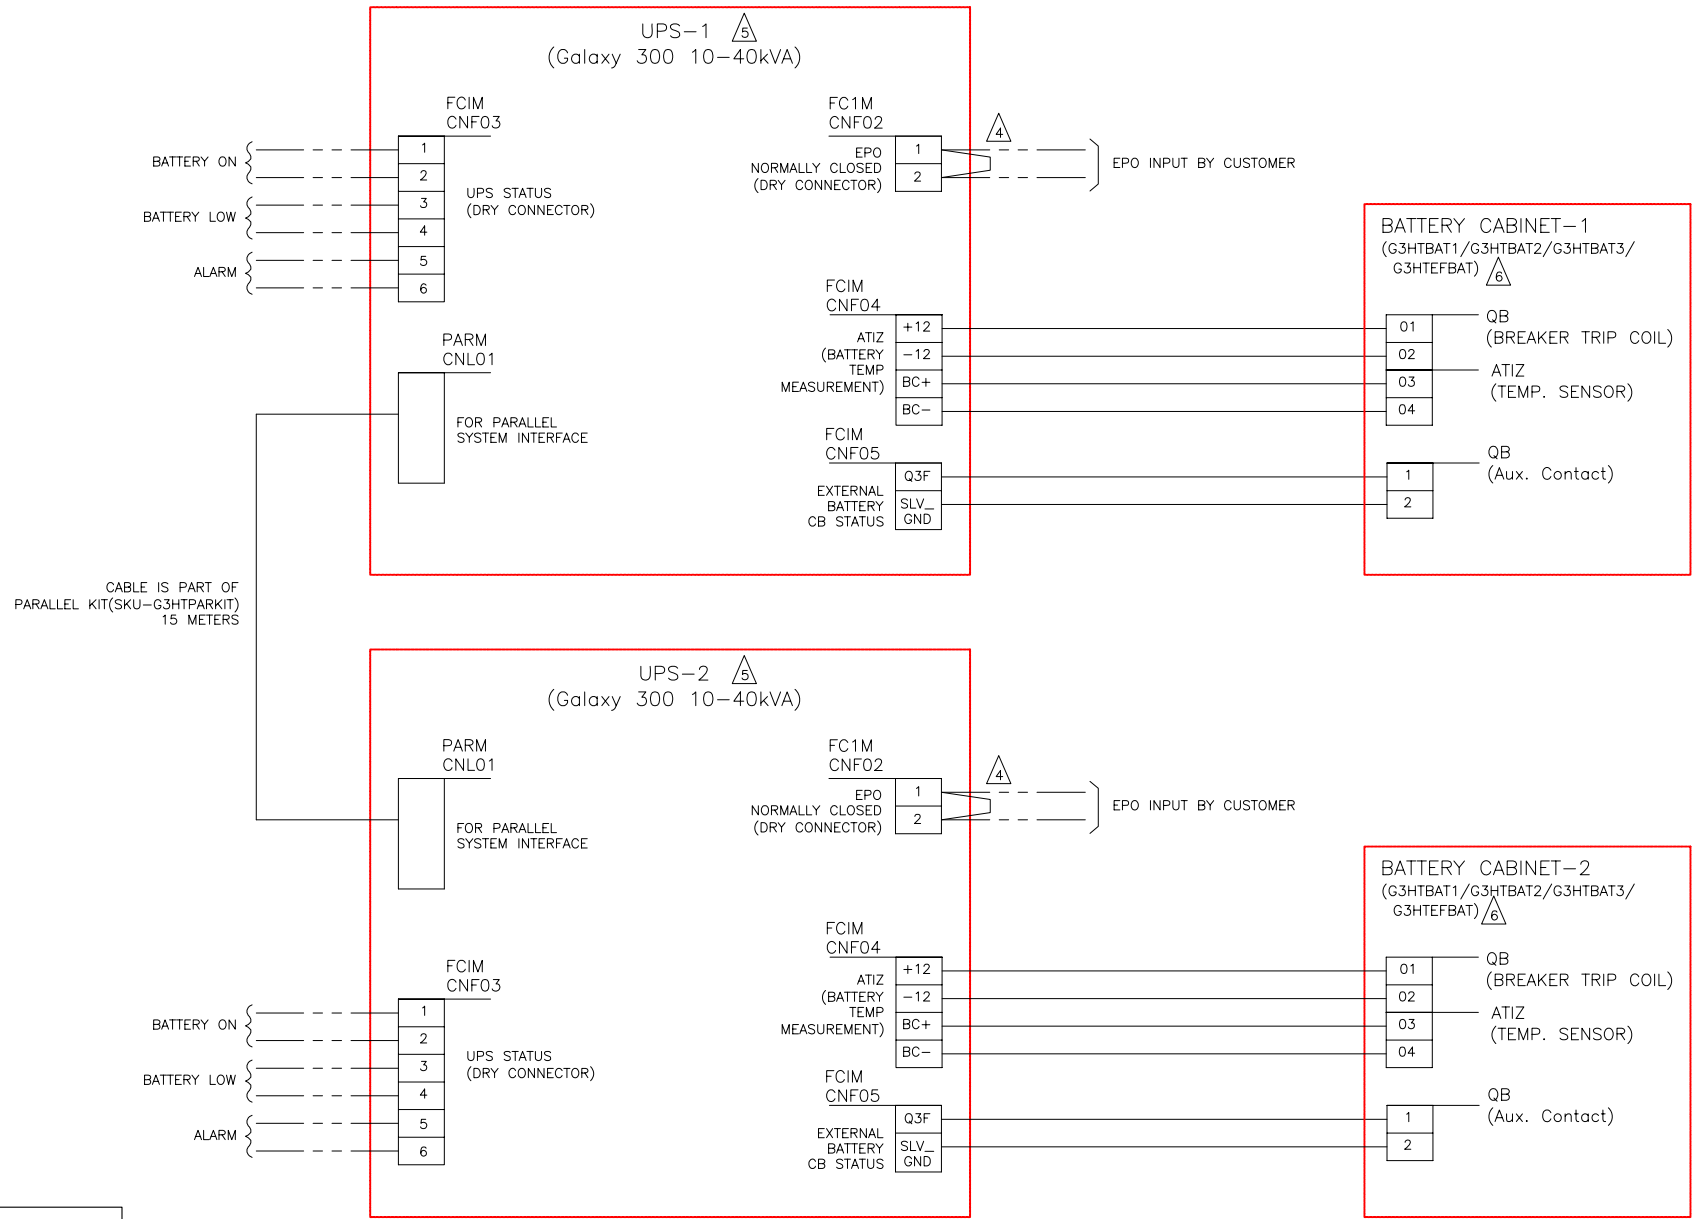 UPS-1 5
(Galaxy 300 10-40kVA)
FCIM
CNF03
BATTERY ON
BATTERY LOW
ALARM
1
2
3
4
5
6
UPS STATUS
(DRY CONNECTOR)
FC1M
CNF02
EPO
NORMALLY CLOSED
(DRY CONNECTOR)
1
2
4
EPO INPUT BY CUSTOMER
PARM
CNL01
FOR PARALLEL
SYSTEM INTERFACE
FCIM
CNF04
ATIZ
(BATTERY
TEMP
MEASUREMENT)
+12
-12
BC+
BC-
FCIM
CNF05
EXTERNAL
BATTERY
CB STATUS
Q3F
SLV_
GND
BATTERY CABINET-1
(G3HTBAT1/G3HTBAT2/G3HTBAT3/
G3HTEFBAT) 6
01
02
03
04
QB
(BREAKER TRIP COIL)
ATIZ
(TEMP. SENSOR)
1
2
QB
(Aux. Contact)
CABLE IS PART OF
PARALLEL KIT(SKU-G3HTPARKIT)
15 METERS
UPS-2 5
(Galaxy 300 10-40kVA)
PARM
CNL01
FOR PARALLEL
SYSTEM INTERFACE
FC1M
CNF02
EPO
NORMALLY CLOSED
(DRY CONNECTOR)
1
2
4
EPO INPUT BY CUSTOMER
FCIM
CNF03
BATTERY ON
BATTERY LOW
ALARM
1
2
3
4
5
6
UPS STATUS
(DRY CONNECTOR)
FCIM
CNF04
ATIZ
(BATTERY
TEMP
MEASUREMENT)
+12
-12
BC+
BC-
FCIM
CNF05
EXTERNAL
BATTERY
CB STATUS
Q3F
SLV_
GND
BATTERY CABINET-2
(G3HTBAT1/G3HTBAT2/G3HTBAT3/
G3HTEFBAT) 6
01
02
03
04
QB
(BREAKER TRIP COIL)
ATIZ
(TEMP. SENSOR)
1
2
QB
(Aux. Contact)